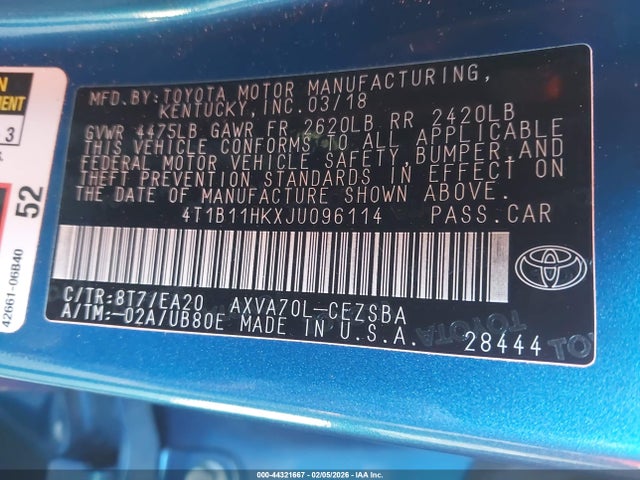 MFD.BY:TOYOTA MOTOR MANUFACTURING,
KENTUCKY, INC. 03/18
GVWR 4475LB GAWR FR 2620LB RR 2420LB
THIS VEHICLE CONFORMS TO ALL APPLICABLE
FEDERAL MOTOR VEHICLE SAFETY, BUMPER, AND
THEFT PREVENTION STANDARDS IN EFFECT ON
THE DATE OF MANUFACTURE SHOWN ABOVE.
4T1B11HKXJU096114 PASS.CAR
C/TR:8T7/EA20 AXVA70L-CEZSBA
A/TM:-02A/UB80E MADE IN U.S.A.
28444
TOYOTA
3
52
42661-06B40
000-44321667 - 02/05/2026 - IAA